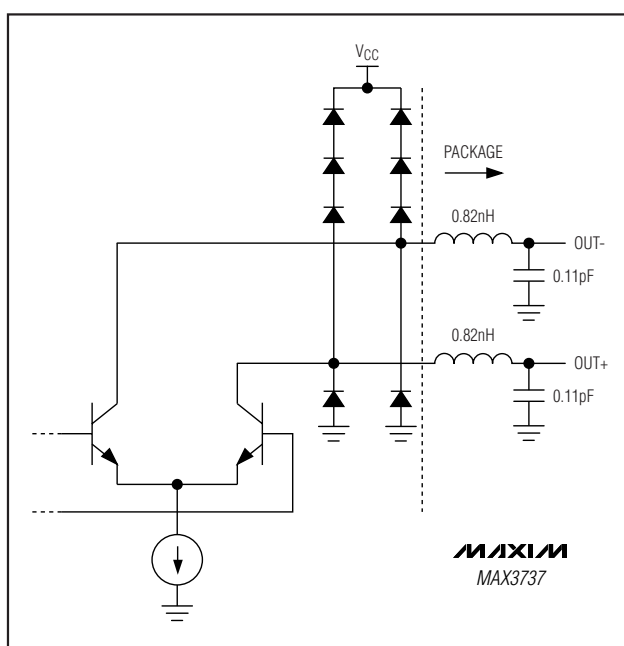 VCC
PACKAGE
0.82nH
OUT-
0.11pF
0.82nH
OUT+
0.11pF
MAXIM
MAX3737